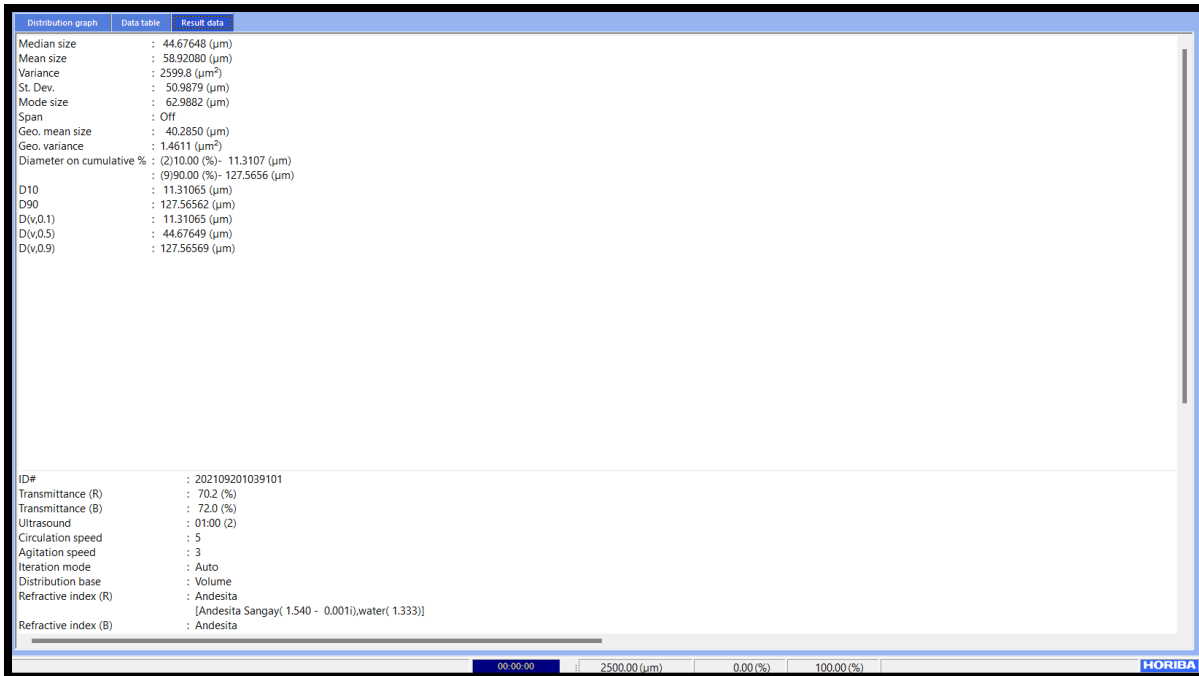 Distribution graph Data table Result data
Median size : 44.67648 (µm)
Mean size : 58.92080 (µm)
Variance : 2599.8 (µm²)
St. Dev. : 50.9879 (µm)
Mode size : 62.9882 (µm)
Span : Off
Geo. mean size : 40.2850 (µm)
Geo. variance : 1.4611 (µm²)
Diameter on cumulative % : (2)10.00 (%)- 11.3107 (µm)
: (9)90.00 (%)- 127.5656 (µm)
D10 : 11.31065 (µm)
D90 : 127.56562 (µm)
D(v,0.1) : 11.31065 (µm)
D(v,0.5) : 44.67649 (µm)
D(v,0.9) : 127.56569 (µm)
ID# : 202109201039101
Transmittance (R) : 70.2 (%)
Transmittance (B) : 72.0 (%)
Ultrasound : 01:00 (2)
Circulation speed : 5
Agitation speed : 3
Iteration mode : Auto
Distribution base : Volume
Refractive index (R) : Andesita
[Andesita Sangay( 1.540 - 0.001i),water( 1.333)]
Refractive index (B) : Andesita
00:00:00 : 2500.00 (µm) 0.00 (%) 100.00 (%) HORIBA